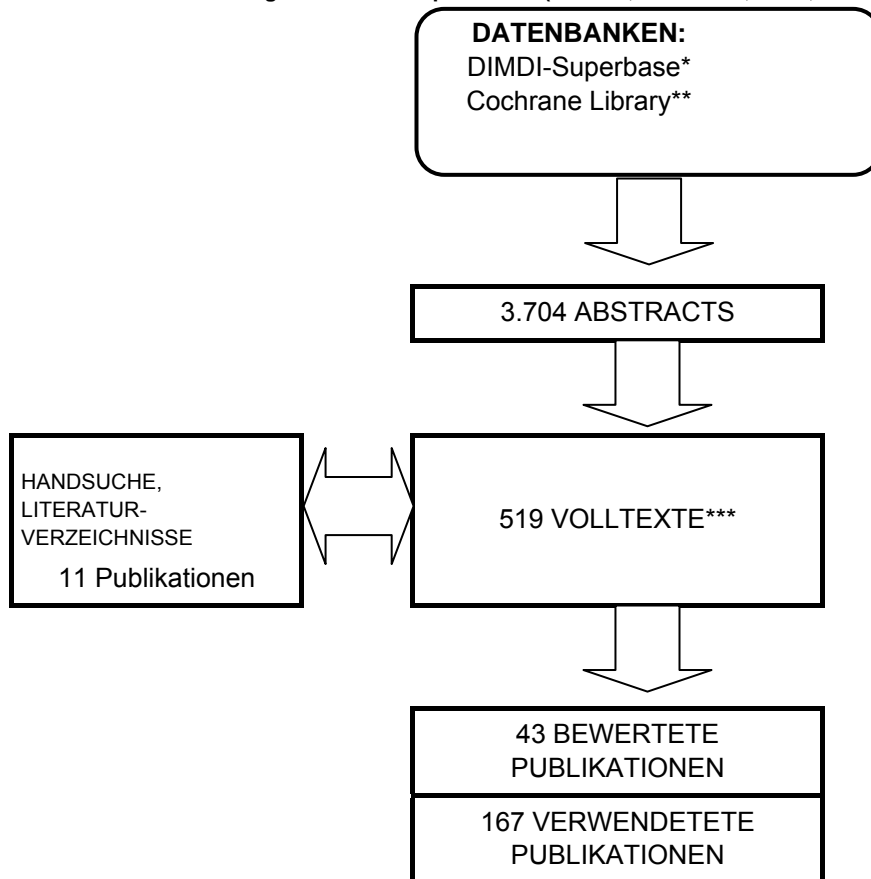 DATENBANKEN:
DIMDI-Superbase*
Cochrane Library**
3.704 ABSTRACTS
HANDSUCHE,
LITERATUR-
VERZEICHNISSE
11 Publikationen
519 VOLLTEXTE***
43 BEWERTETE
PUBLIKATIONEN
167 VERWENDETETE
PUBLIKATIONEN